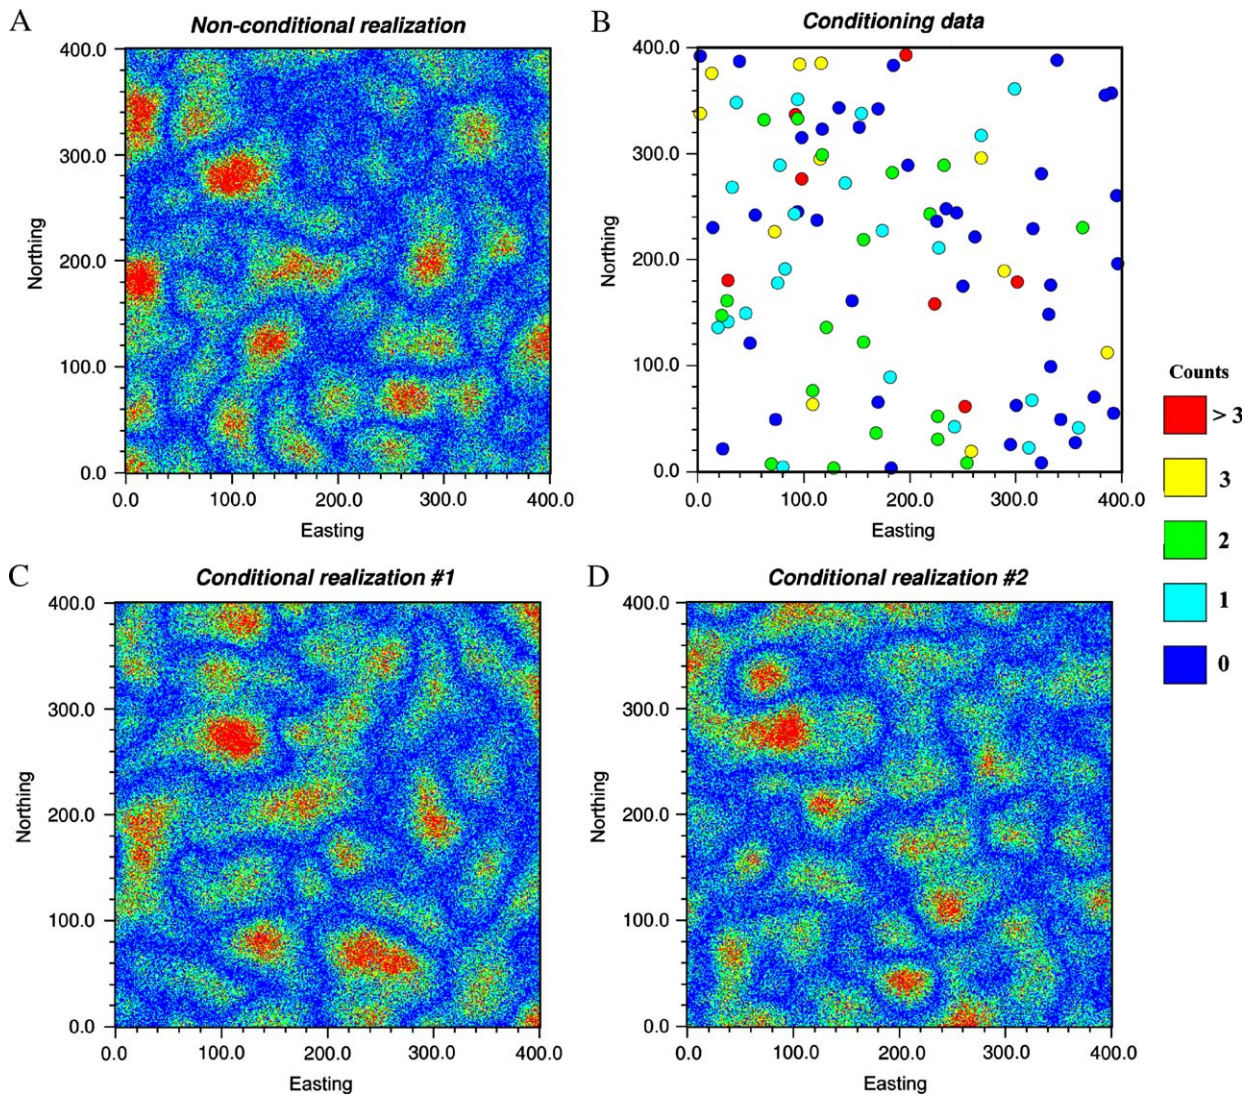 A
Non-conditional realization
400.0
300.0
200.0
100.0
0.0
Northing
0.0 100.0 200.0 300.0 400.0
Easting
B
Conditioning data
400.0
300.0
200.0
100.0
0.0
Northing
0.0 100.0 200.0 300.0 400.0
Easting
Counts
> 3
3
2
1
0
C
Conditional realization #1
400.0
300.0
200.0
100.0
0.0
Northing
0.0 100.0 200.0 300.0 400.0
Easting
D
Conditional realization #2
400.0
300.0
200.0
100.0
0.0
Northing
0.0 100.0 200.0 300.0 400.0
Easting